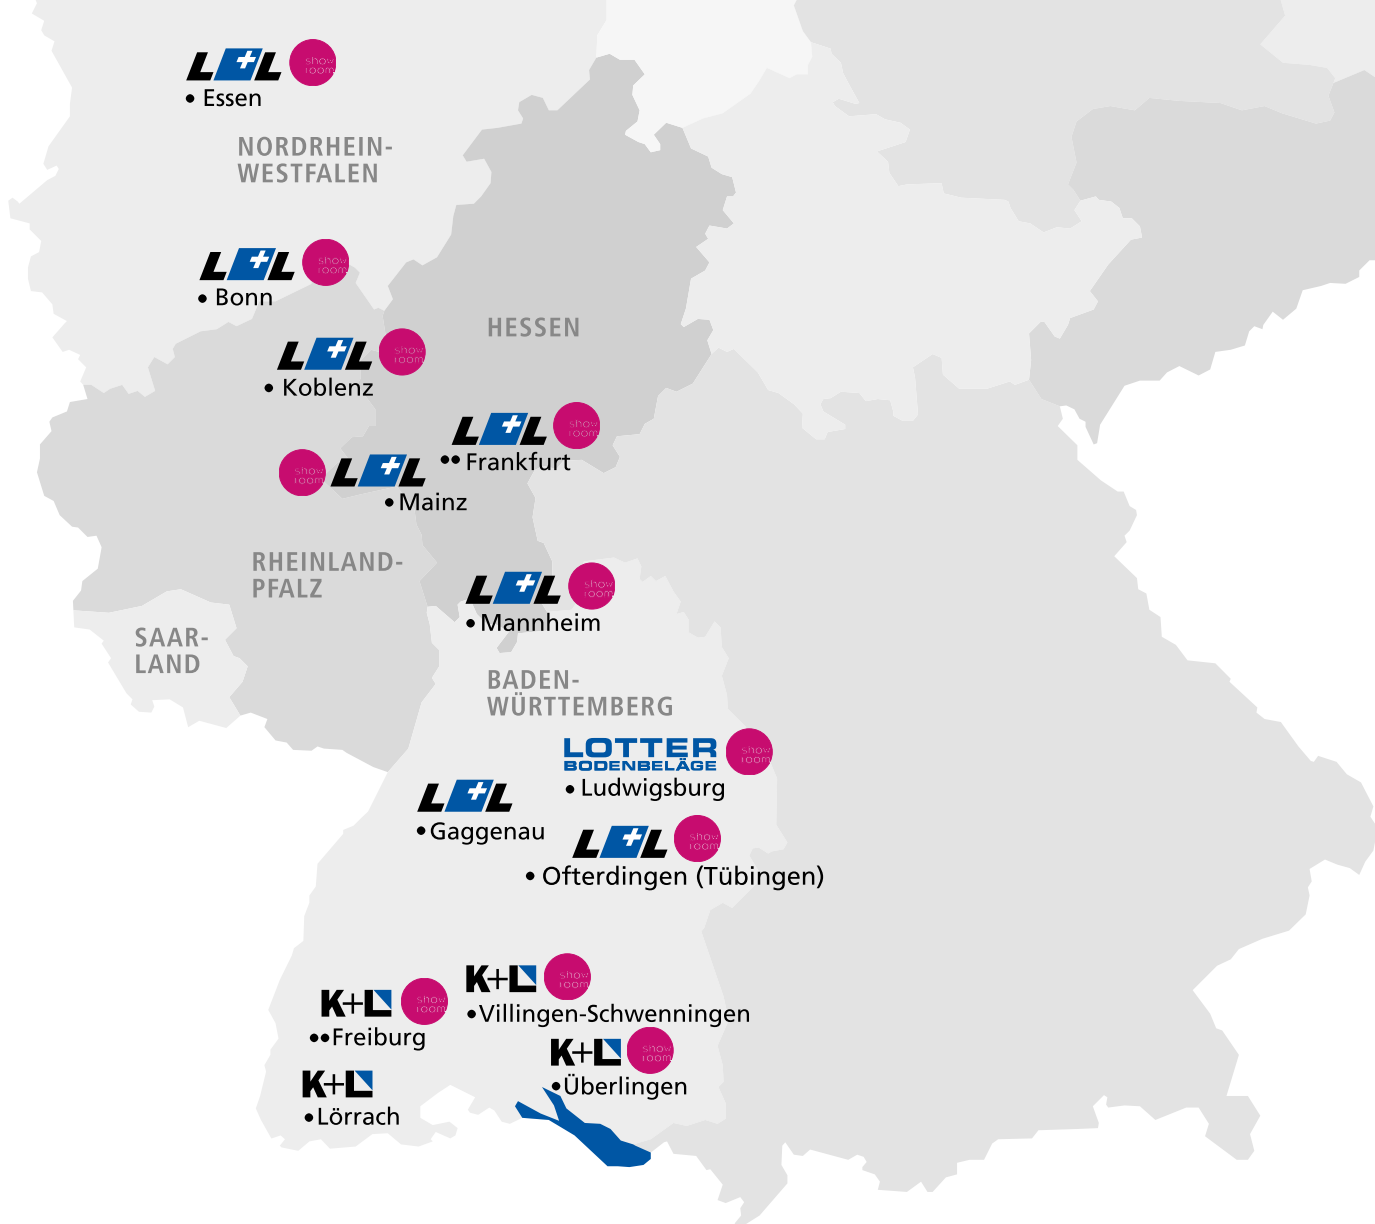 L+L show room
• Essen
NORDRHEIN-
WESTFALEN
L+L show room
• Bonn
HESSEN
L+L show room
• Koblenz
L+L show room
•• Frankfurt
show room L+L
• Mainz
RHEINLAND-
PFALZ
L+L show room
• Mannheim
SAAR-
LAND
BADEN-
WÜRTTEMBERG
LOTTER
BODENBELÄGE
show room
• Ludwigsburg
L+L
• Gaggenau
L+L show room
• Ofterdingen (Tübingen)
K+L show room
• Villingen-Schwenningen
K+L show room
•• Freiburg
K+L show room
• Überlingen
K+L
• Lörrach